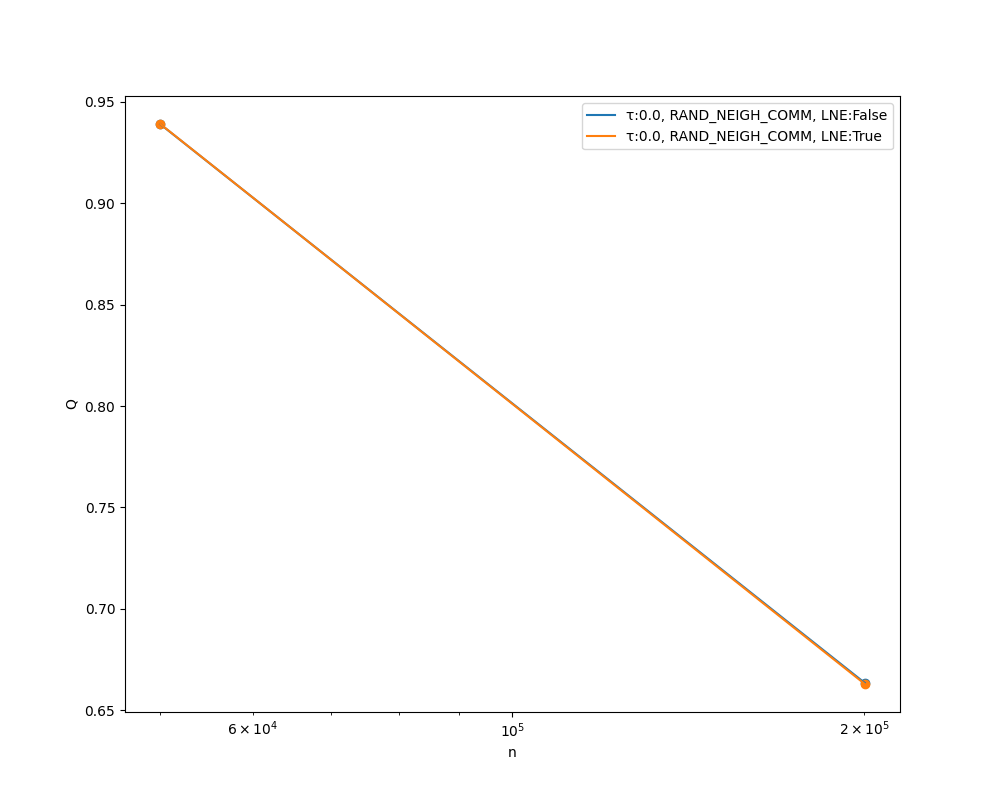 τ:0.0, RAND_NEIGH_COMM, LNE:False
τ:0.0, RAND_NEIGH_COMM, LNE:True
0.95
0.90
0.85
0.80
0.75
0.70
0.65
Q
6 × 10⁴
10⁵
2 × 10⁵
n